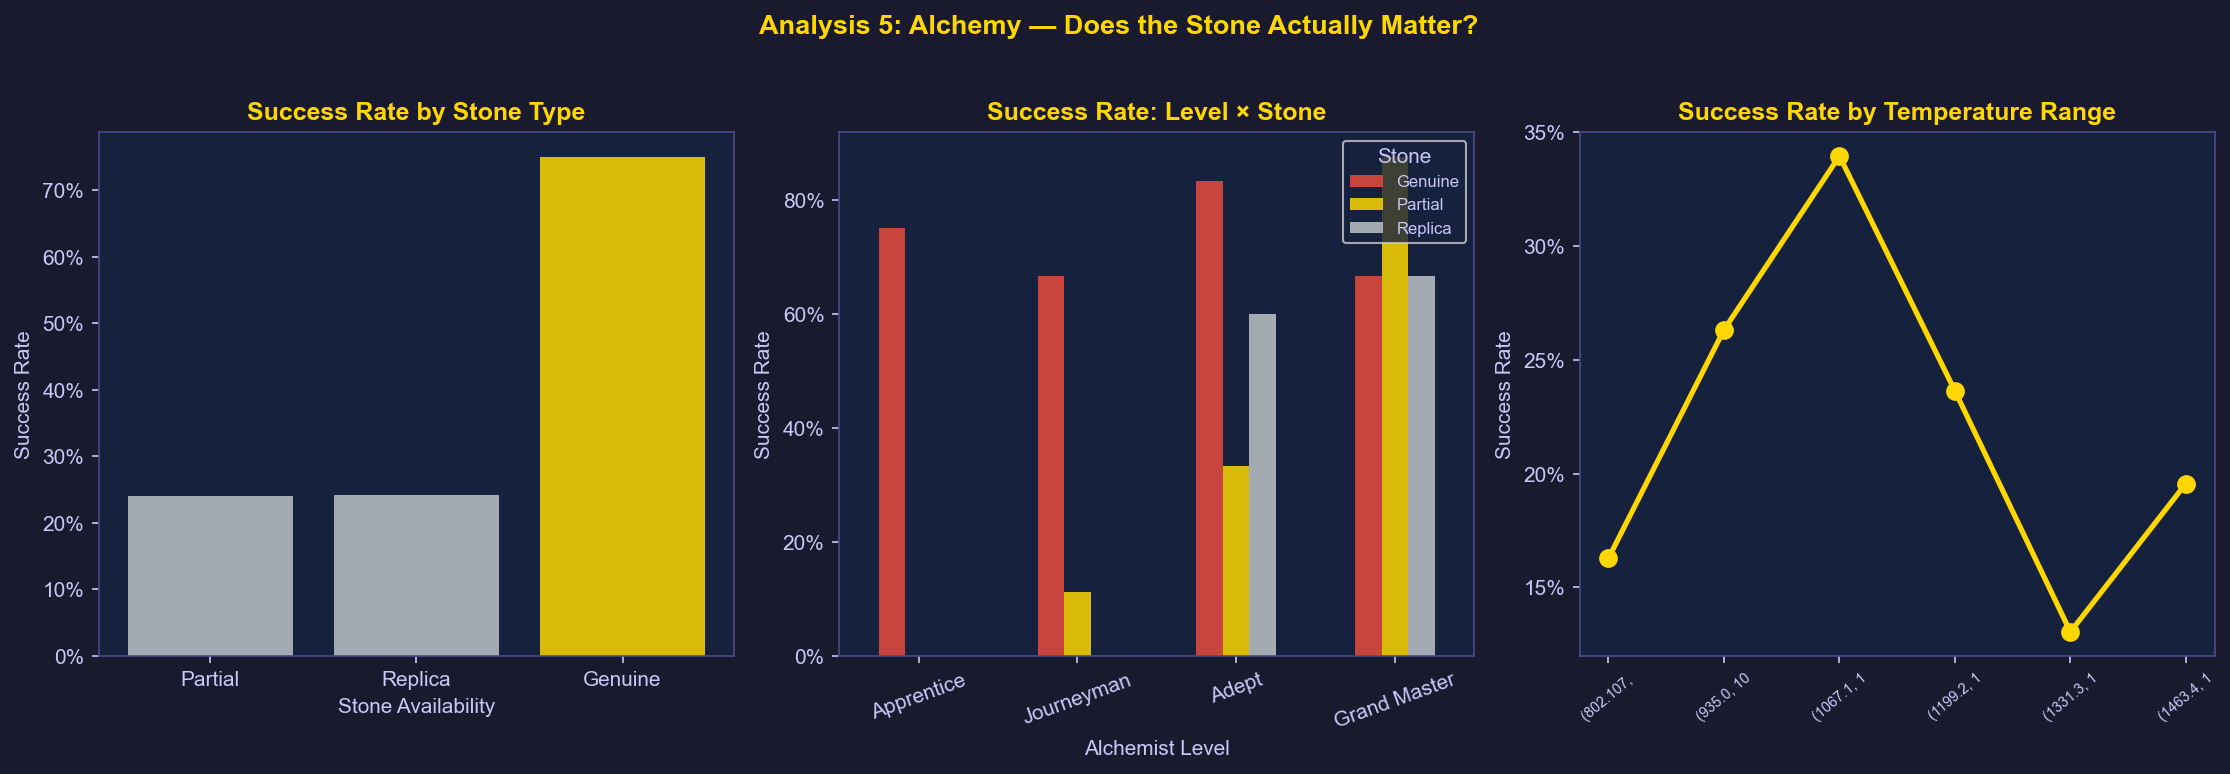 Analysis 5: Alchemy — Does the Stone Actually Matter?
Success Rate by Stone Type
70%
60%
50%
40%
30%
20%
10%
0%
Success Rate
Partial
Replica
Genuine
Stone Availability
Success Rate: Level × Stone
80%
60%
40%
20%
0%
Success Rate
Stone
Genuine
Partial
Replica
Apprentice
Journeyman
Adept
Grand Master
Alchemist Level
Success Rate by Temperature Range
35%
30%
25%
20%
15%
Success Rate
(802.107,
(935.0, 10
(1067.1, 1
(1199.2, 1
(1331.3, 1
(1463.4, 1